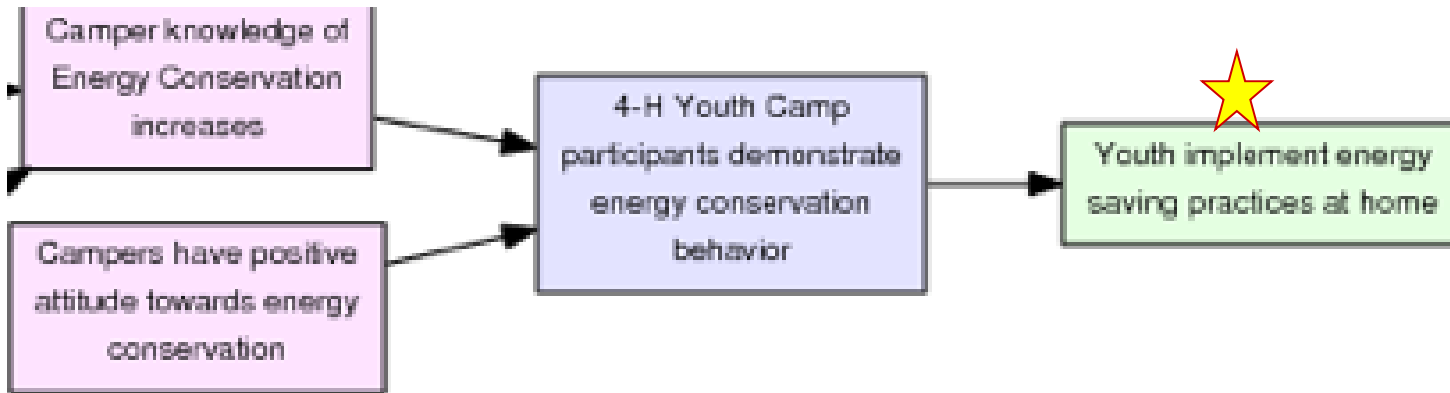 Camper knowledge of
Energy Conservation
increases
Campers have positive
attitude towards energy
conservation
4-H Youth Camp
participants demonstrate
energy conservation
behavior
Youth implement energy
saving practices at home